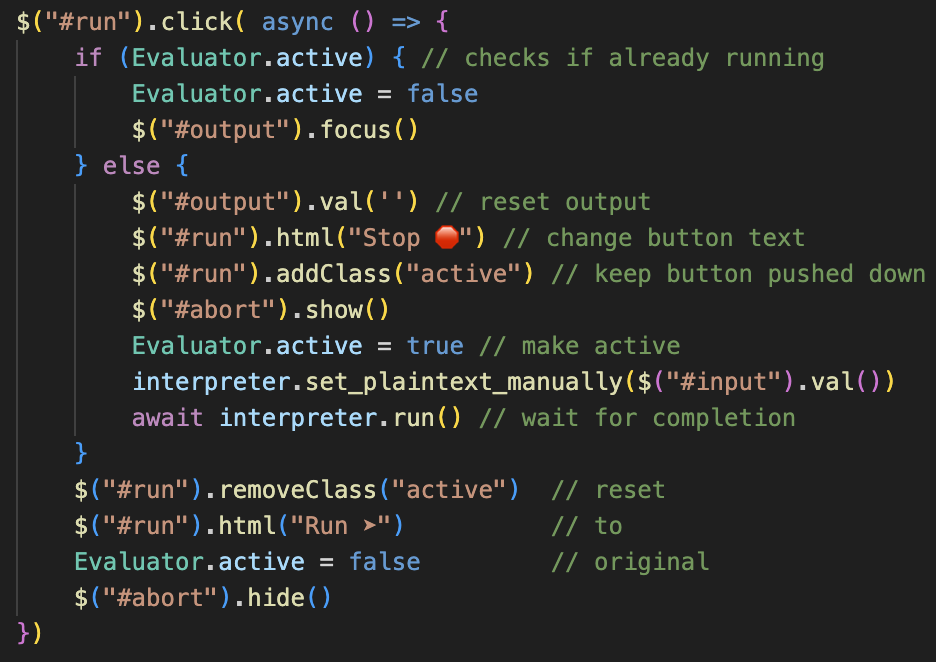 $("#run").click( async () => {
    if (Evaluator.active) { // checks if already running
        Evaluator.active = false
        $("#output").focus()
    } else {
        $("#output").val('') // reset output
        $("#run").html("Stop 🛑") // change button text
        $("#run").addClass("active") // keep button pushed down
        $("#abort").show()
        Evaluator.active = true // make active
        interpreter.set_plaintext_manually($("#input").val())
        await interpreter.run() // wait for completion
    }
    $("#run").removeClass("active")  // reset
    $("#run").html("Run ➤")          // to
    Evaluator.active = false         // original
    $("#abort").hide()
})